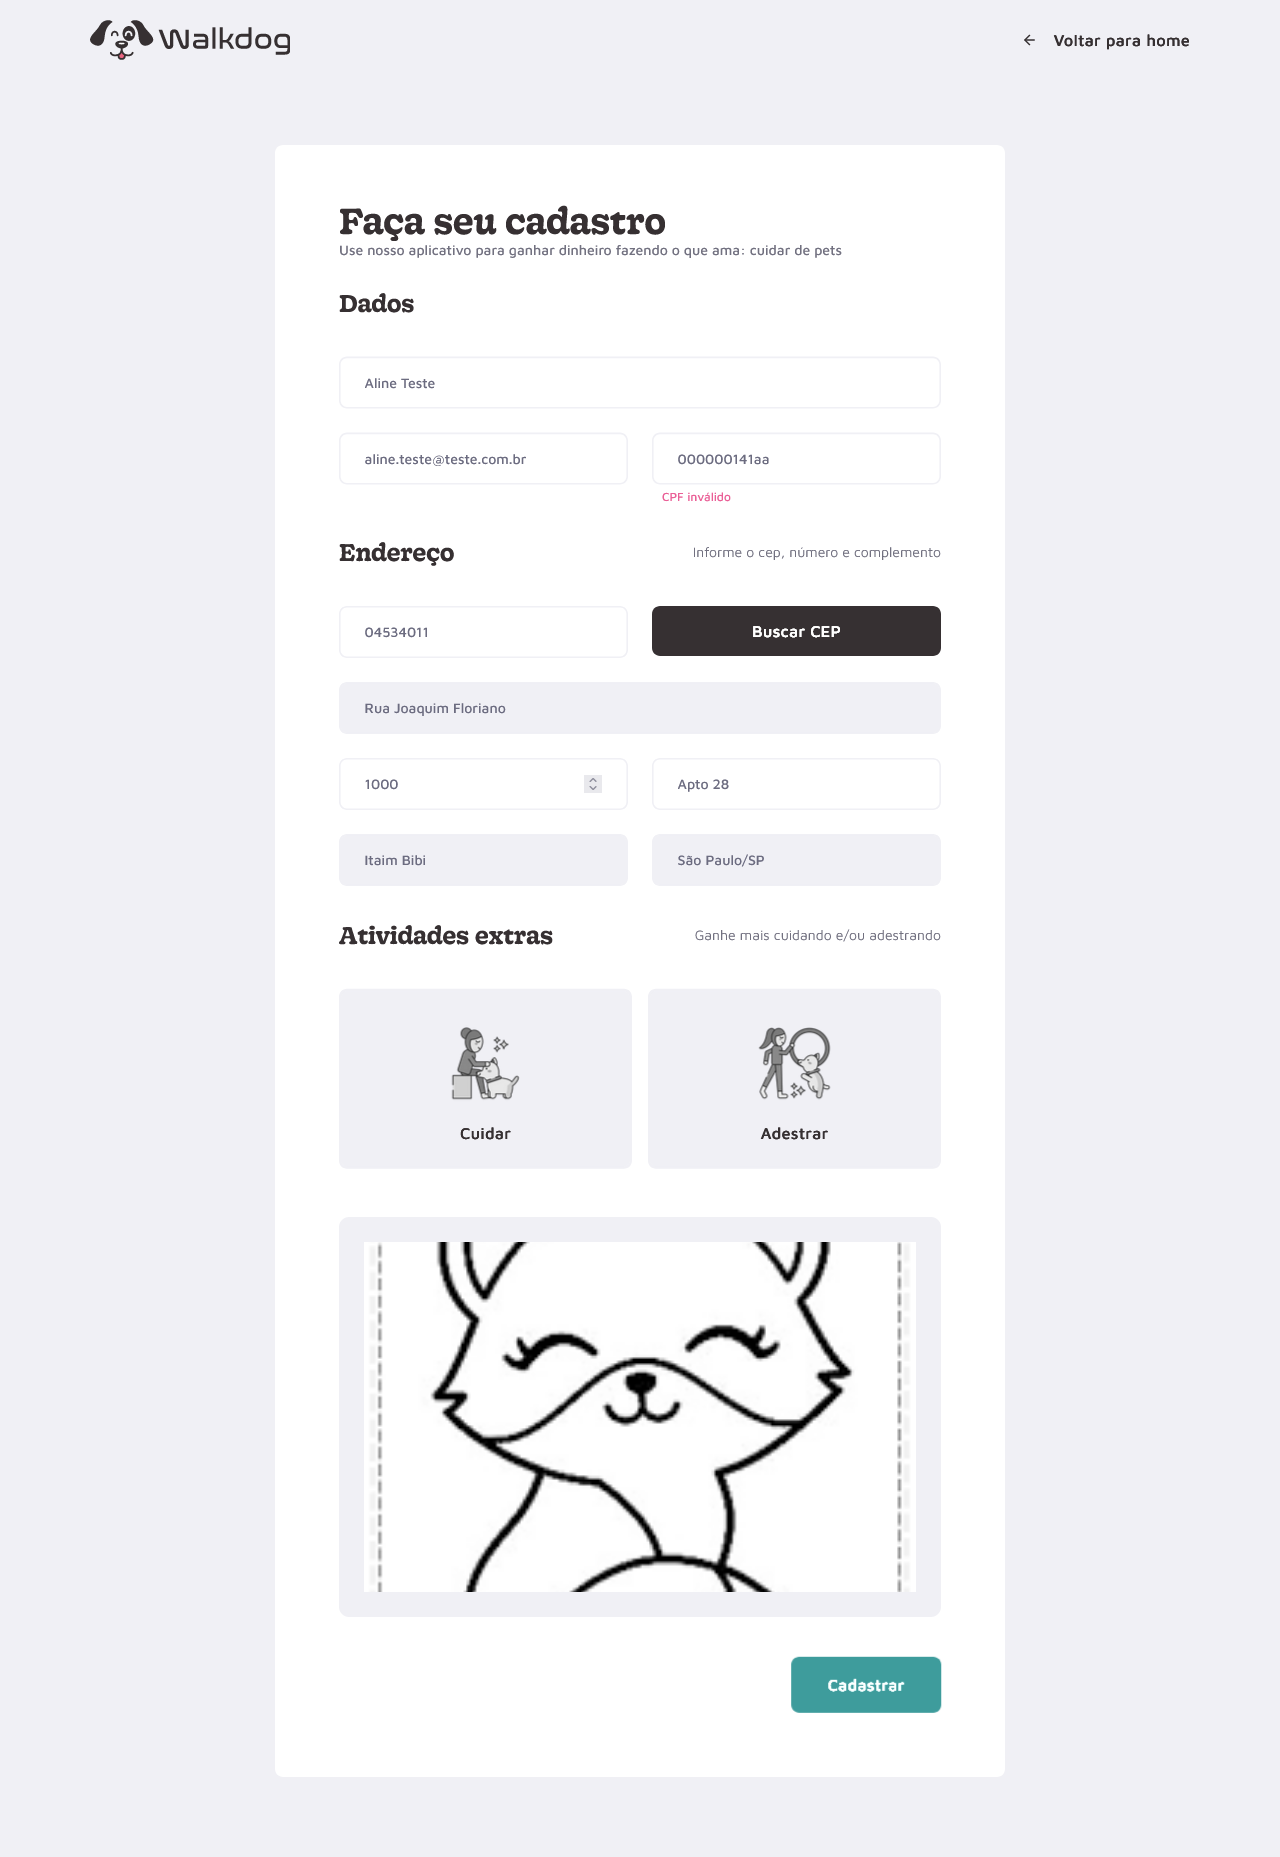 Walkdog
Voltar para home
Faça seu cadastro
Use nosso aplicativo para ganhar dinheiro fazendo o que ama: cuidar de pets
Dados
Aline Teste
aline.teste@teste.com.br
000000141aa
CPF inválido
Endereço
Informe o cep, número e complemento
04534011
Buscar CEP
Rua Joaquim Floriano
1000
Apto 28
Itaim Bibi
São Paulo/SP
Atividades extras
Ganhe mais cuidando e/ou adestrando
Cuidar
Adestrar
Cadastrar